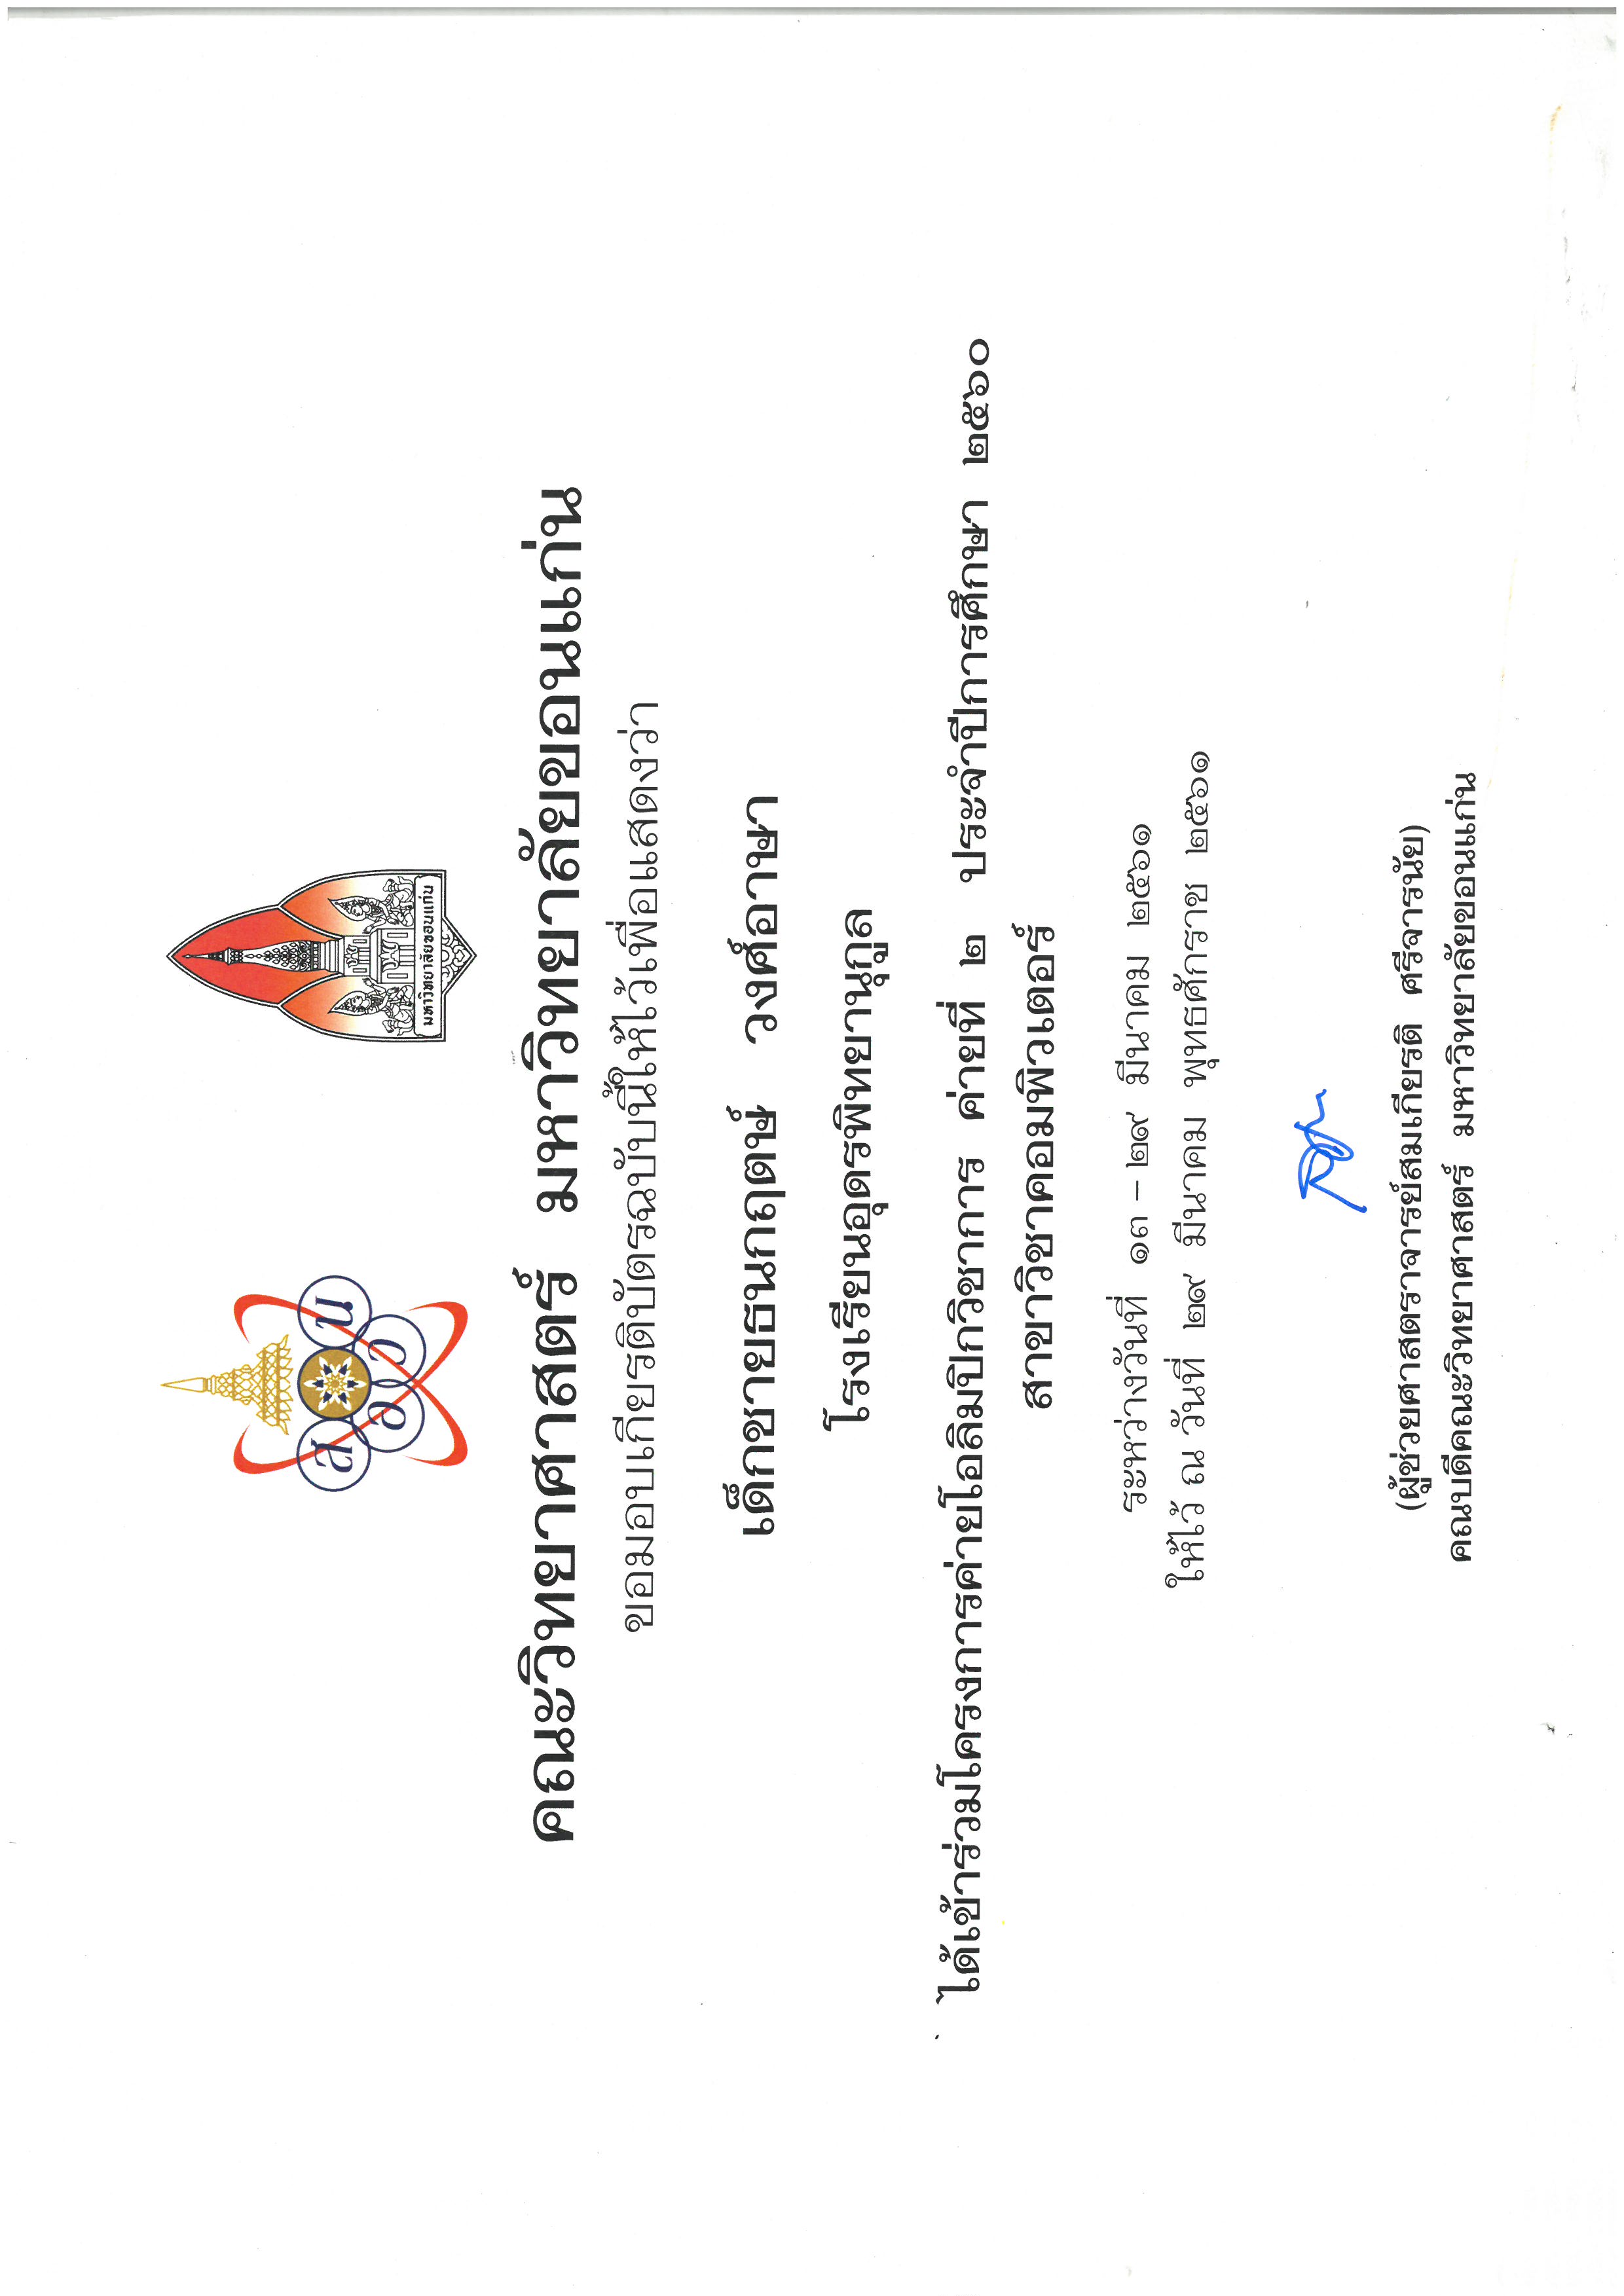 ส น
อ ว
มหาวิทยาลัยขอนแก่น
คณะวิทยาศาสตร์ มหาวิทยาลัยขอนแก่น
ขอมอบเกียรติบัตรฉบับนี้ให้ไว้เพื่อแสดงว่า
เด็กชายธนกฤตษ์ วงศ์อาษา
โรงเรียนอุดรพิทยานุกูล
ได้เข้าร่วมโครงการค่ายโอลิมปิกวิชาการ ค่ายที่ ๒ ประจำปีการศึกษา ๒๕๖๐
สาขาวิชาคอมพิวเตอร์
ระหว่างวันที่ ๑๓ – ๒๙ มีนาคม ๒๕๖๑
ให้ไว้ ณ วันที่ ๒๙ มีนาคม พุทธศักราช ๒๕๖๑
(ผู้ช่วยศาสตราจารย์สมเกียรติ ศรีจารนัย)
คณบดีคณะวิทยาศาสตร์ มหาวิทยาลัยขอนแก่น